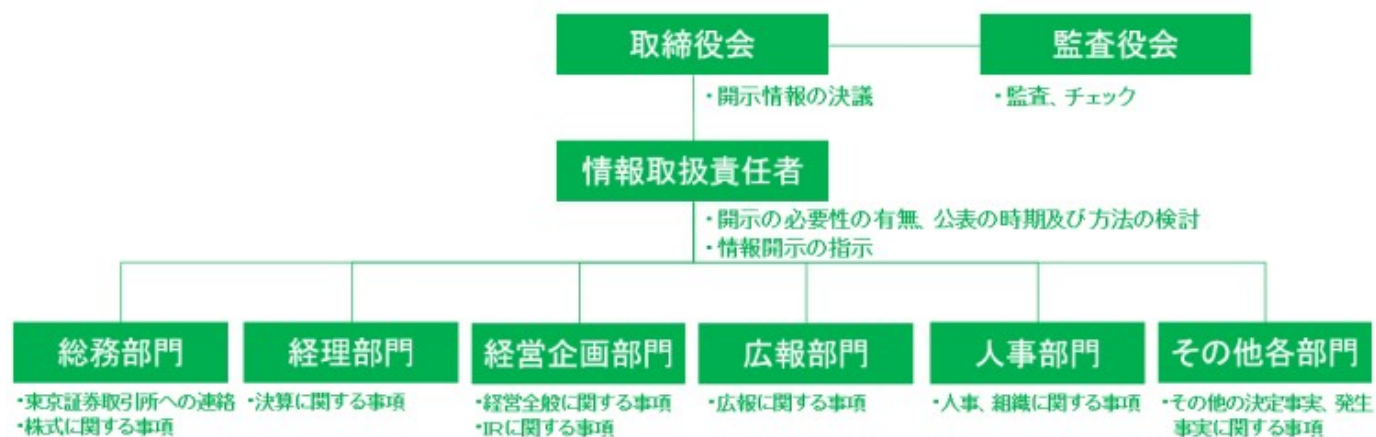 取締役会
監査役会
・開示情報の決議
・監査、チェック
情報取扱責任者
・開示の必要性の有無、公表の時期及び方法の検討
・情報開示の指示
総務部門
経理部門
経営企画部門
広報部門
人事部門
その他各部門
・東京証券取引所への連絡
・株式に関する事項
・決算に関する事項
・経営全般に関する事項
・IRに関する事項
・広報に関する事項
・人事、組織に関する事項
・その他の決定事実、発生
事実に関する事項